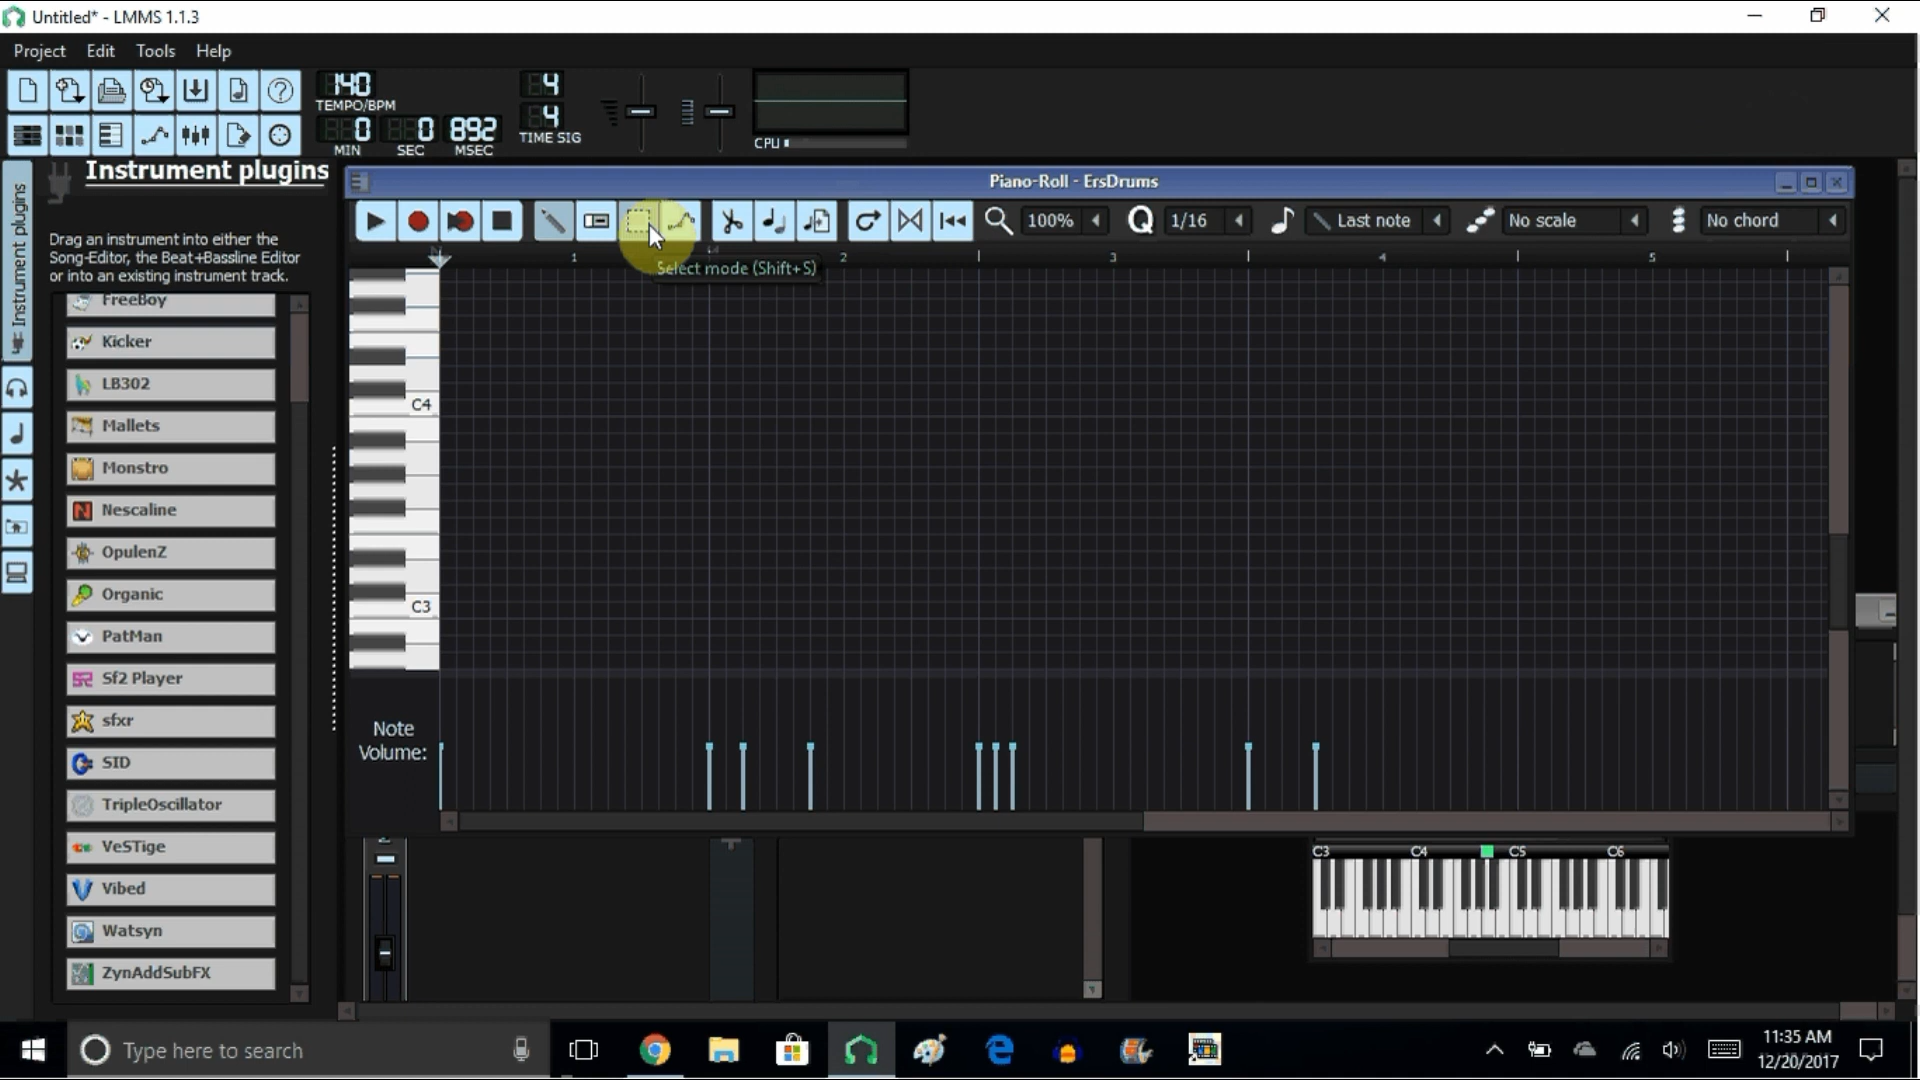 Untitled* - LMMS 1.1.3
Project Edit Tools Help
140
TEMPO/BPM
0 0 892
MIN SEC MSEC
4
4
TIME SIG
CPU
Instrument plugins
Instrument plugins
Drag an instrument into either the
Song-Editor, the Beat+Bassline Editor
or into an existing instrument track.
FreeBoy
Kicker
LB302
Mallets
Monstro
Nescaline
OpulenZ
Organic
PatMan
Sf2 Player
sfxr
SID
TripleOscillator
VeSTige
Vibed
Watsyn
ZynAddSubFX
Piano-Roll - ErsDrums
100% Q 1/16 Last note No scale No chord
1 2 3 4 5
Select mode (Shift+S)
C4
C3
Note
Volume:
C3 C4 C5 C6
Type here to search
11:35 AM
12/20/2017